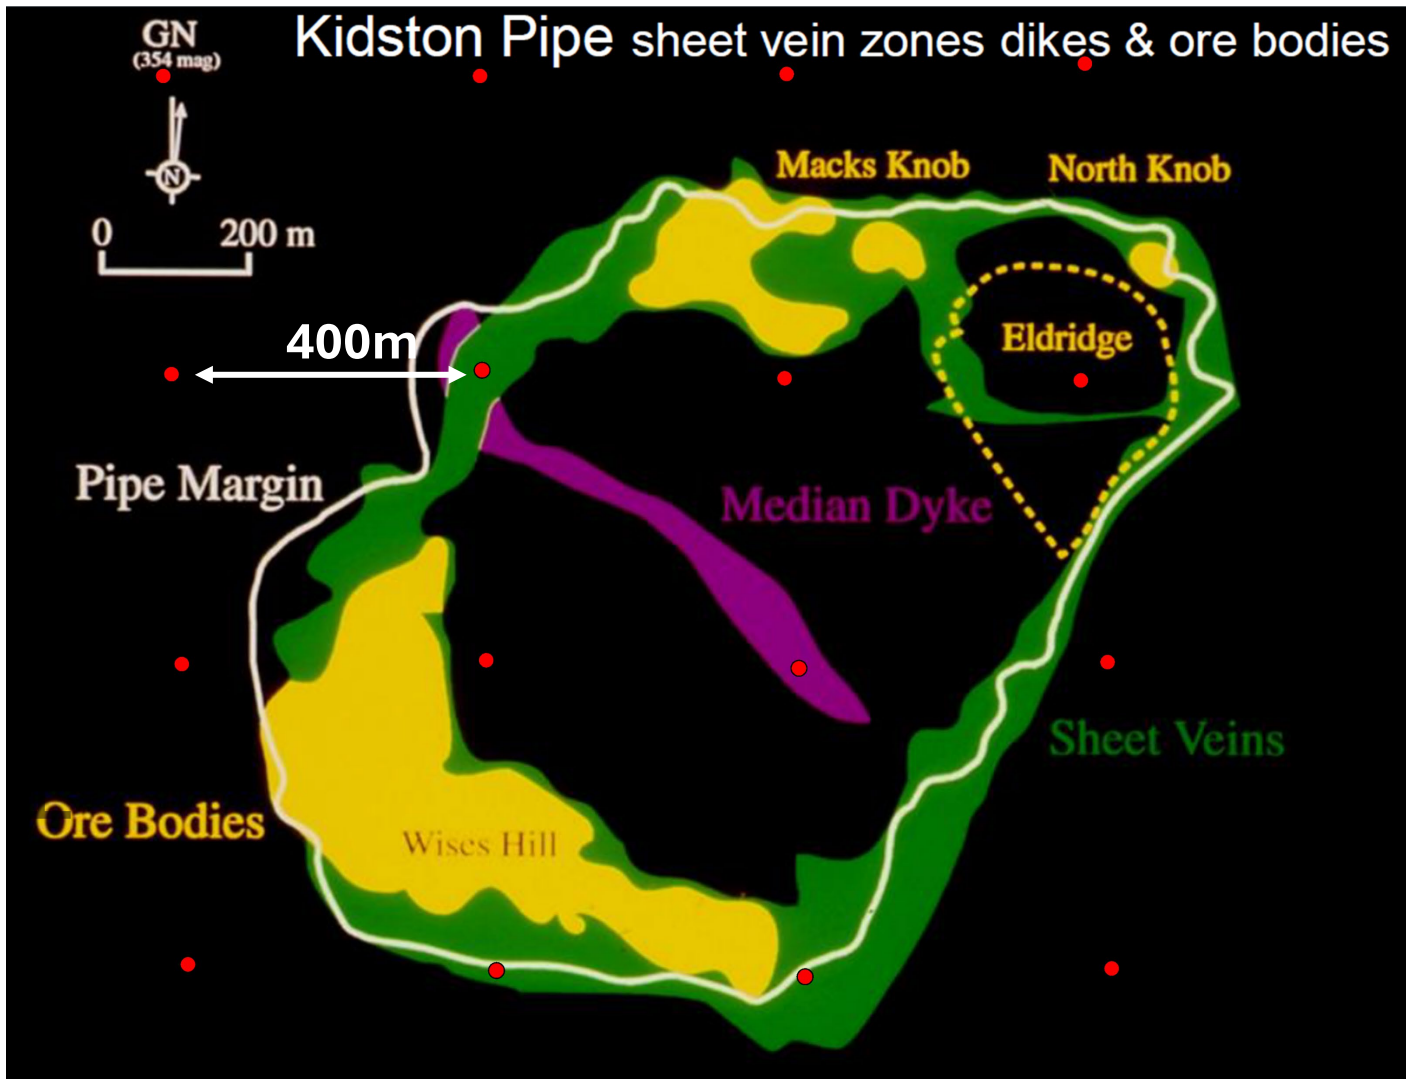 Kidston Pipe sheet vein zones dikes & ore bodies
GN
(354 mag)
N
0 200 m
Macks Knob
North Knob
Eldridge
400m
Pipe Margin
Median Dyke
Sheet Veins
Ore Bodies
Wises Hill